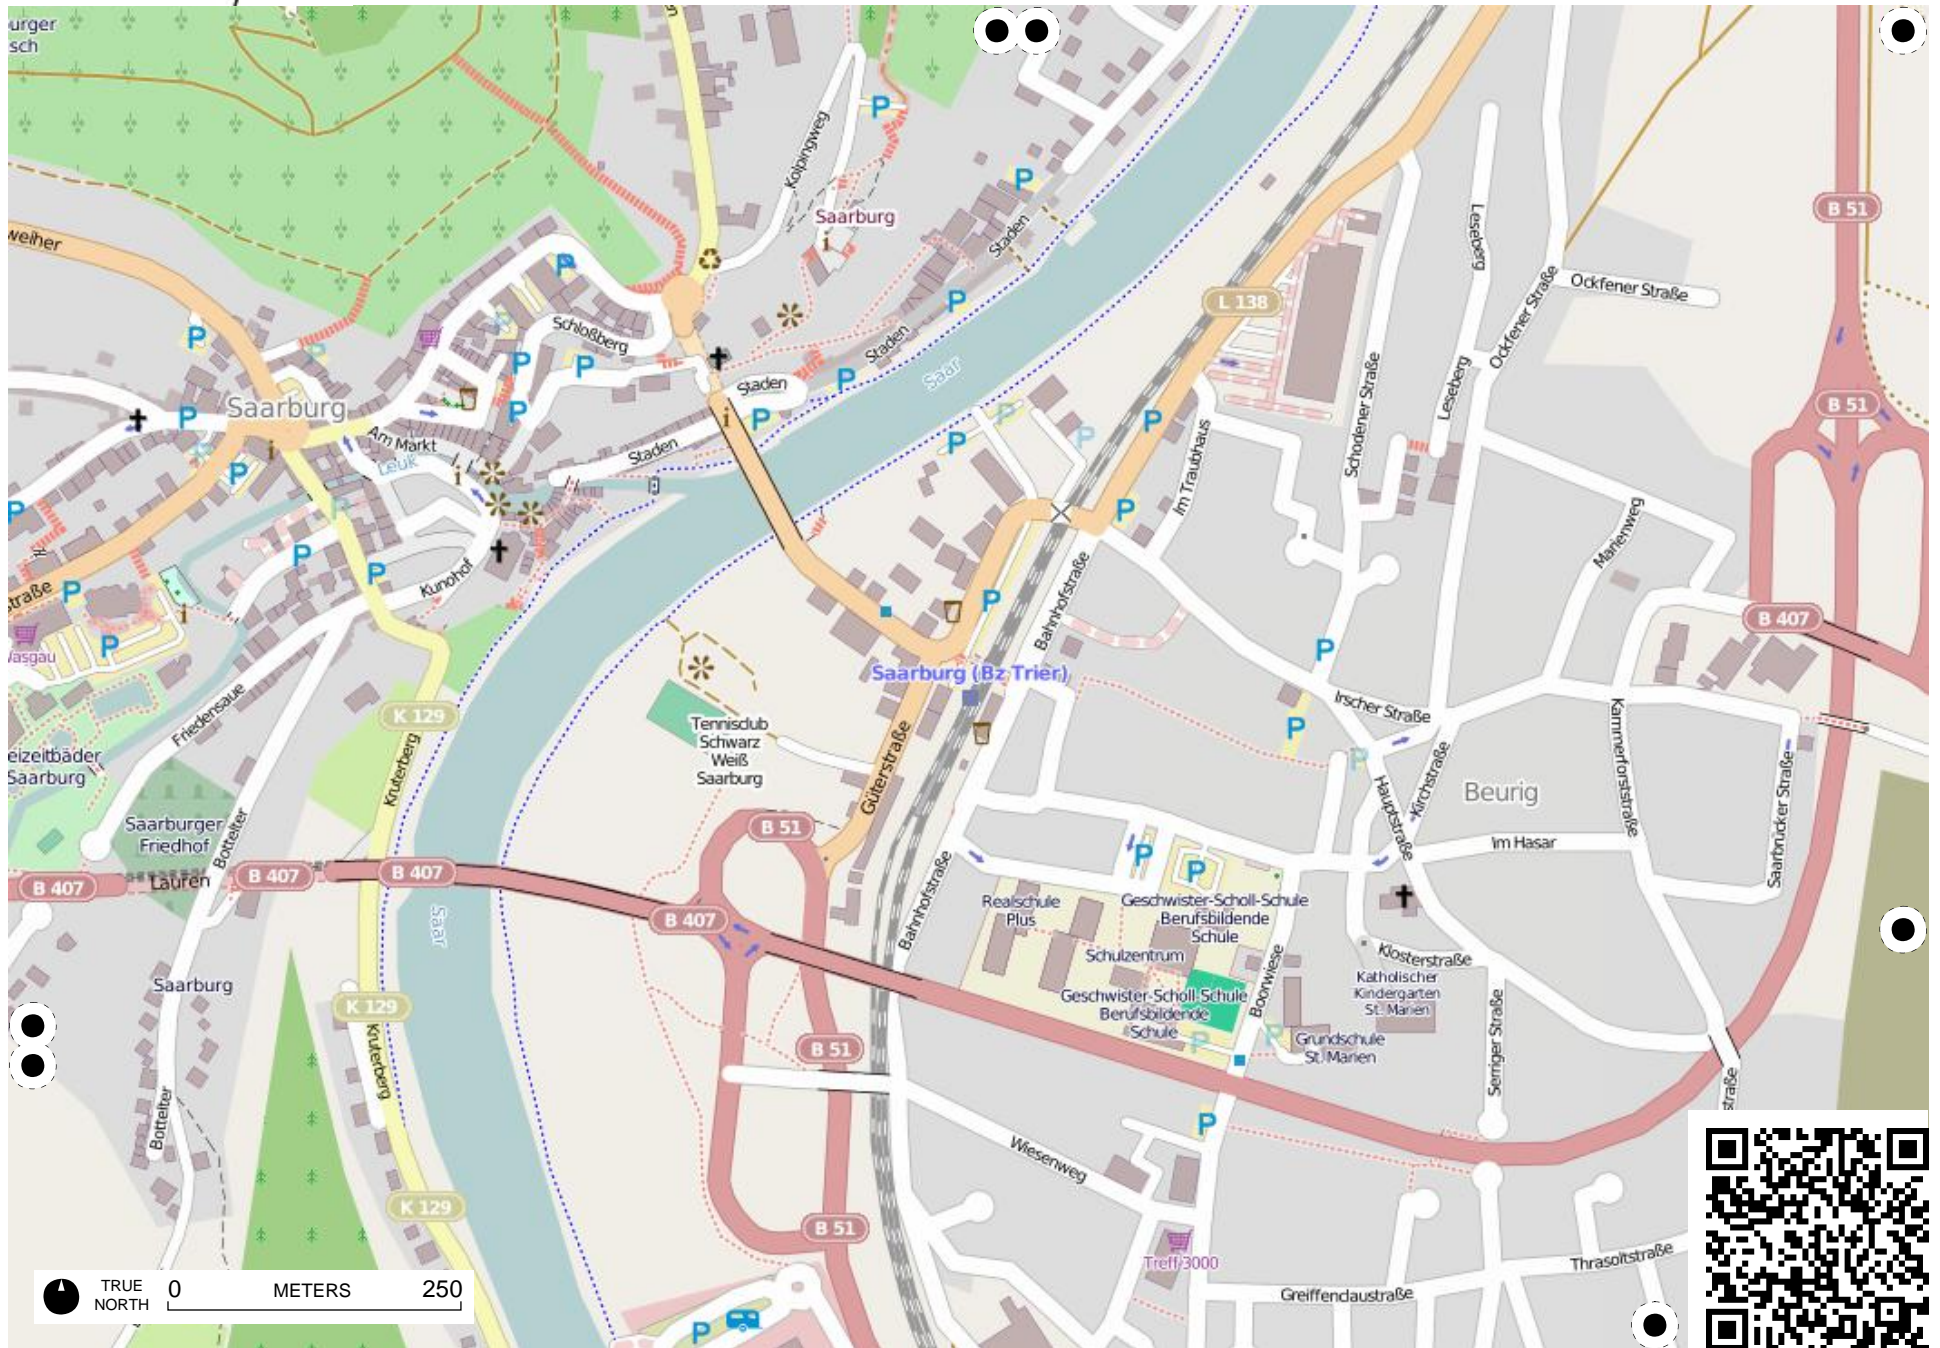 urger
sch
weiher
Kolpingweg
Saarburg
Staden
B 51
Leseberg
Ockfener Straße
Ockfener Straße
L 138
Schloßberg
Staden
Staden
Saar
Schodener Straße
Leseberg
B 51
Saarburg
Am Markt
Leuk
Staden
Im Traubhaus
Marienweg
Kunohof
Bahnhofstraße
straße
B 407
Saarburg (Bz Trier)
Friedensaue
K 129
Irscher Straße
Kammerforststraße
Tennisclub
Schwarz
Weiß
Saarburg
eizeitbäder
Saarburg
Kruterberg
Güterstraße
Hauptstraße
Kirchstraße
Beurig
Saarbrücker Straße
Saarburger
Friedhof
Bottelter
B 51
Im Hasar
B 407
Lauren
B 407
B 407
B 407
Saar
Bahnhofstraße
Realschule
Plus
Geschwister-Scholl-Schule
Berufsbildende
Schule
Schulzentrum
Boorwiese
Klosterstraße
Katholischer
Kindergarten
St. Marien
Saarburg
K 129
Geschwister-Scholl-Schule
Berufsbildende
Schule
Grundschule
St. Marien
Serriger Straße
B 51
Kruterberg
straße
Bottelter
Wiesenweg
K 129
B 51
Treff 3000
Thrasoltstraße
Greiffenclaustraße
TRUE
NORTH
0 METERS 250